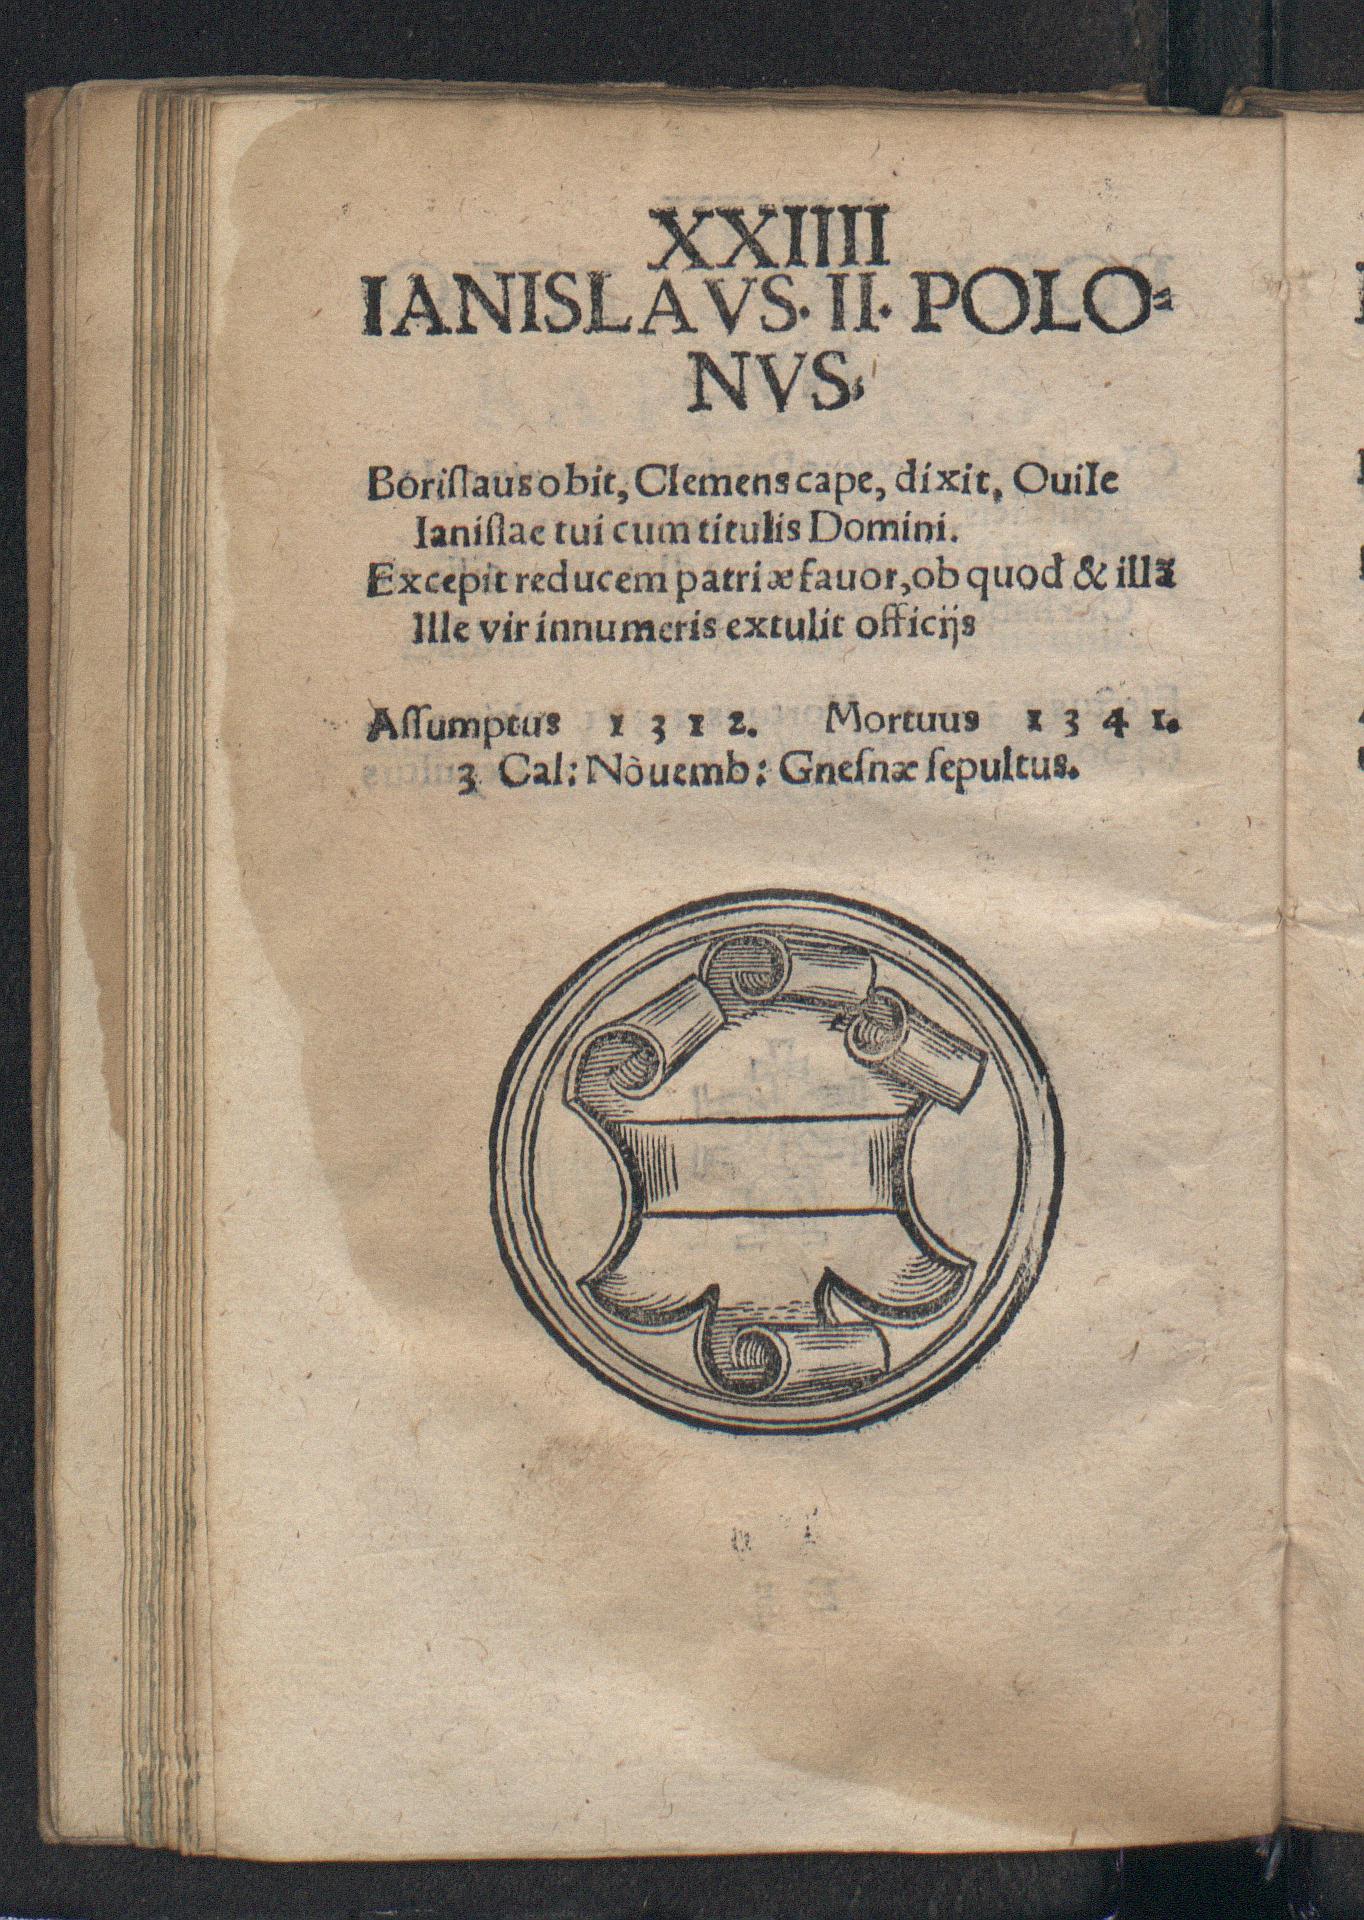 XXIIII
IANISLAVS. II. POLO-
NVS.
Boriſlaus obit, Clemens cape, dixit, Ouile
Ianiſlae tui cum titulis Domini.
Excepit reducem patriæ fauor, ob quod & illã
Ille vir innumeris extulit officijs
Aſſumptus 1 3 1 2. Mortuus 1 3 4 1.
3 Cal: Nòuemb: Gneſnæ ſepultus.